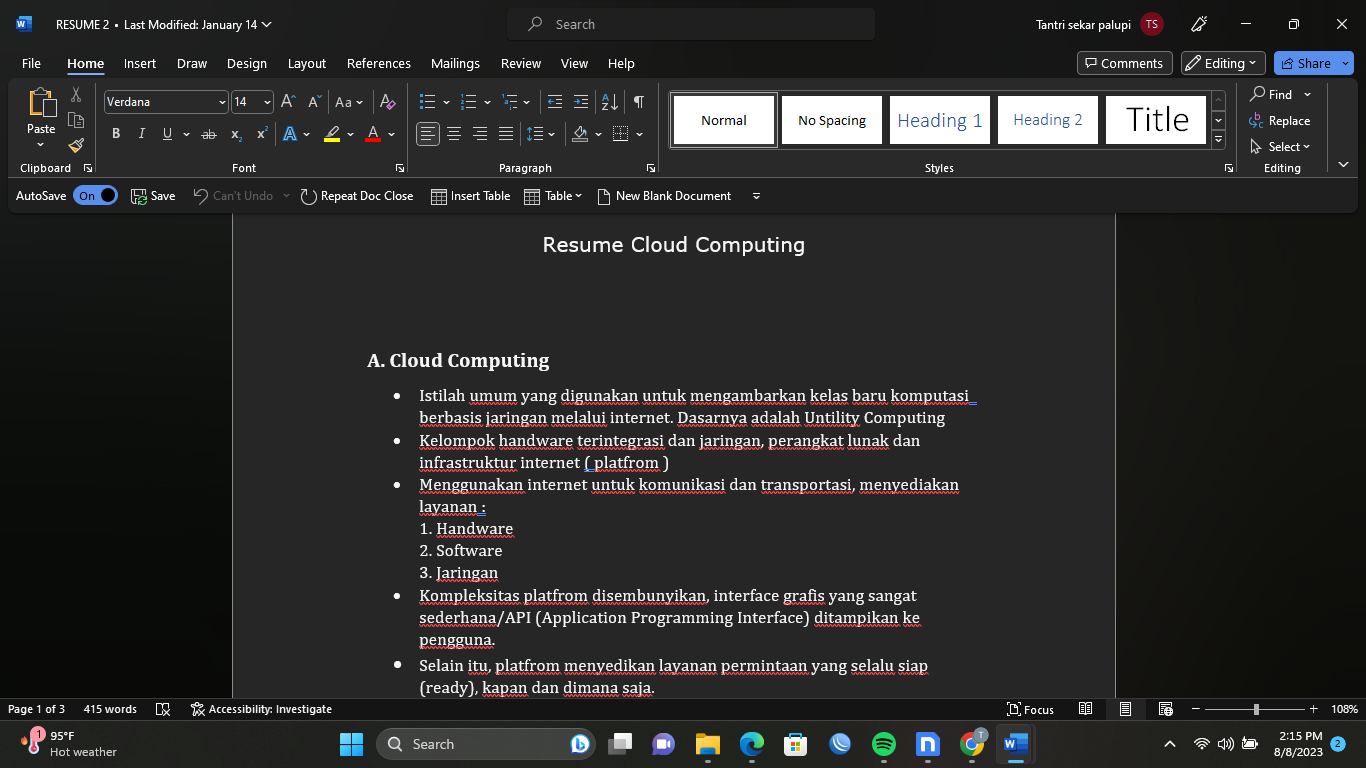 RESUME 2 • Last Modified: January 14
Search
Tantri sekar palupi TS
File Home Insert Draw Design Layout References Mailings Review View Help
Comments Editing Share
Paste
Verdana 14
Normal
No Spacing
Heading 1
Heading 2
Title
Find
Replace
Select
Clipboard Font Paragraph Styles Editing
AutoSave On Save Can't Undo Repeat Doc Close Insert Table Table New Blank Document
Resume Cloud Computing
A. Cloud Computing
• Istilah umum yang digunakan untuk mengambarkan kelas baru komputasi
berbasis jaringan melalui internet. Dasarnya adalah Untility Computing
• Kelompok handware terintegrasi dan jaringan, perangkat lunak dan
infrastruktur internet ( platfrom )
• Menggunakan internet untuk komunikasi dan transportasi, menyediakan
layanan :
1. Handware
2. Software
3. Jaringan
• Kompleksitas platfrom disembunyikan, interface grafis yang sangat
sederhana/API (Application Programming Interface) ditampikan ke
pengguna.
• Selain itu, platfrom menyedikan layanan permintaan yang selalu siap
(ready), kapan dan dimana saja.
Page 1 of 3 415 words Accessibility: Investigate Focus 108%
1 95°F
Hot weather
Search
2:15 PM
8/8/2023
2